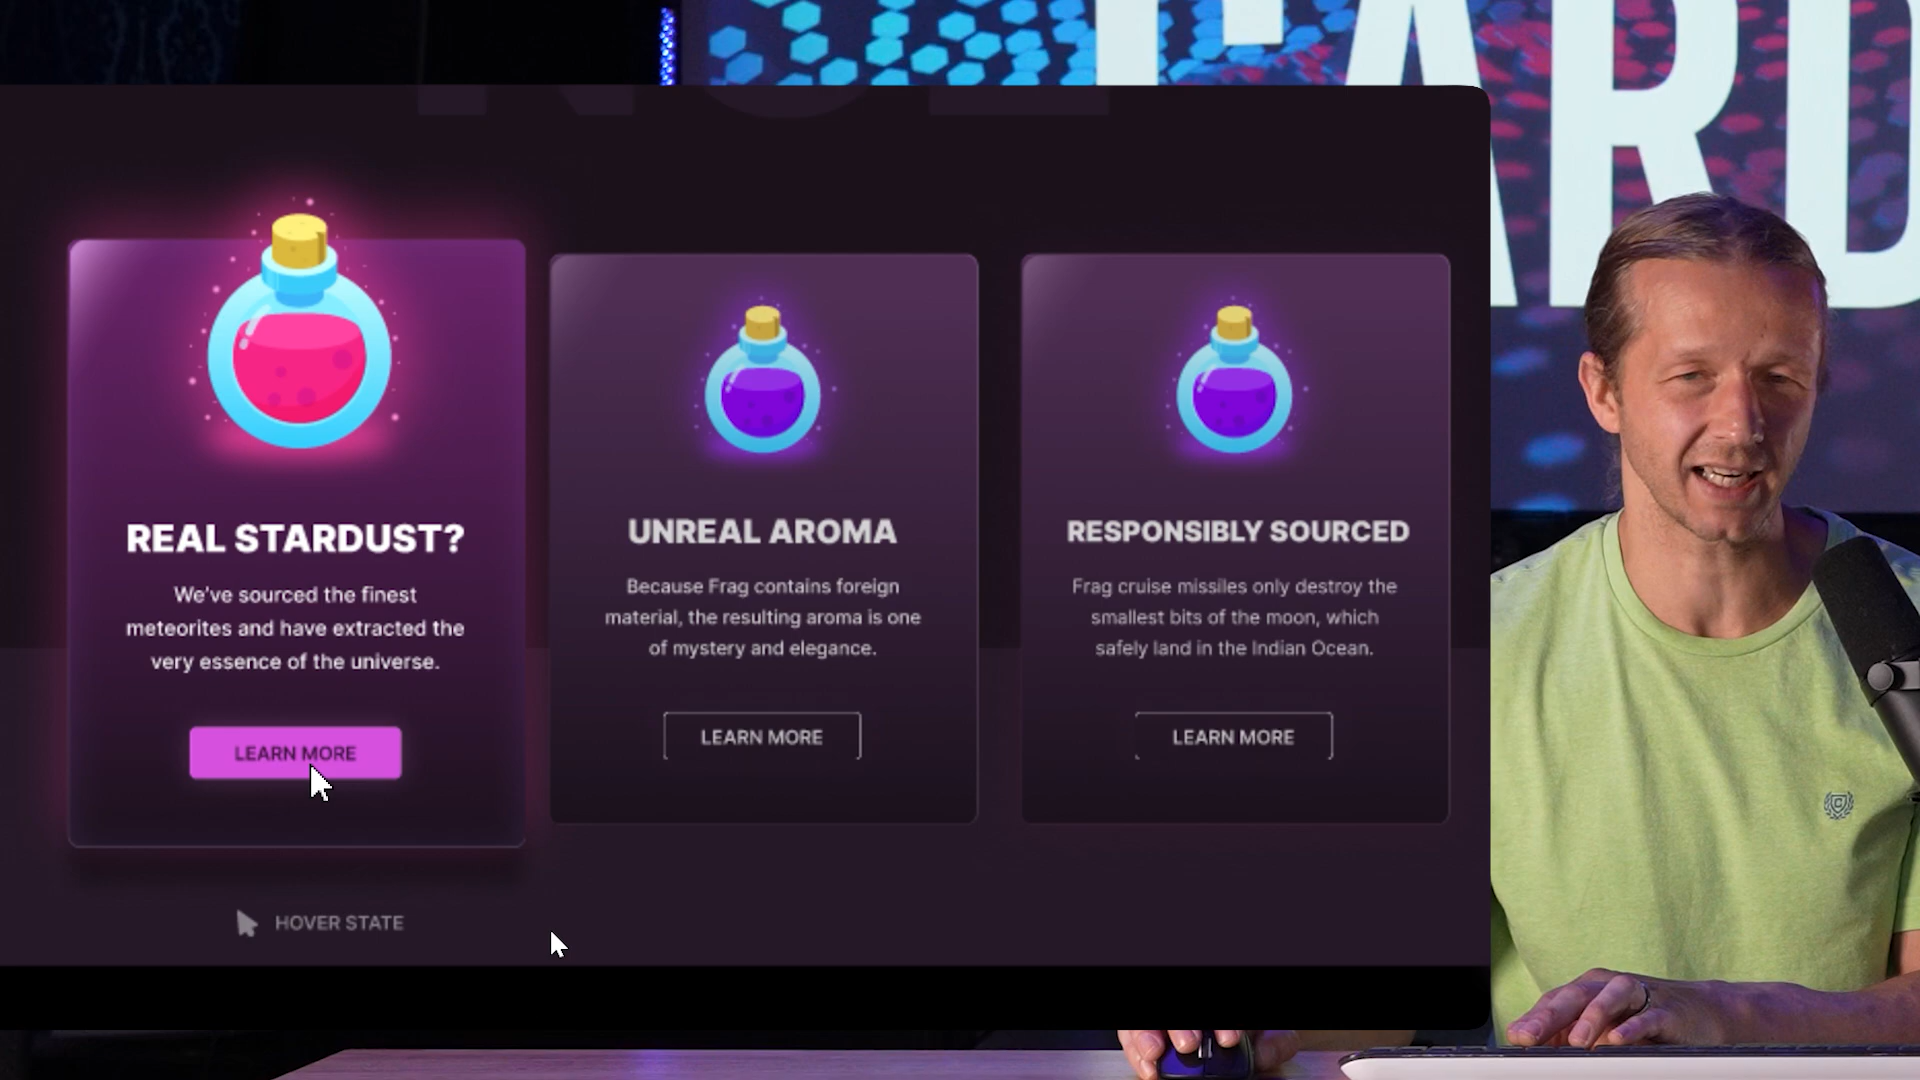 CARD
REAL STARDUST?
We've sourced the finest
meteorites and have extracted the
very essence of the universe.
LEARN MORE
HOVER STATE
UNREAL AROMA
Because Frag contains foreign
material, the resulting aroma is one
of mystery and elegance.
LEARN MORE
RESPONSIBLY SOURCED
Frag cruise missiles only destroy the
smallest bits of the moon, which
safely land in the Indian Ocean.
LEARN MORE